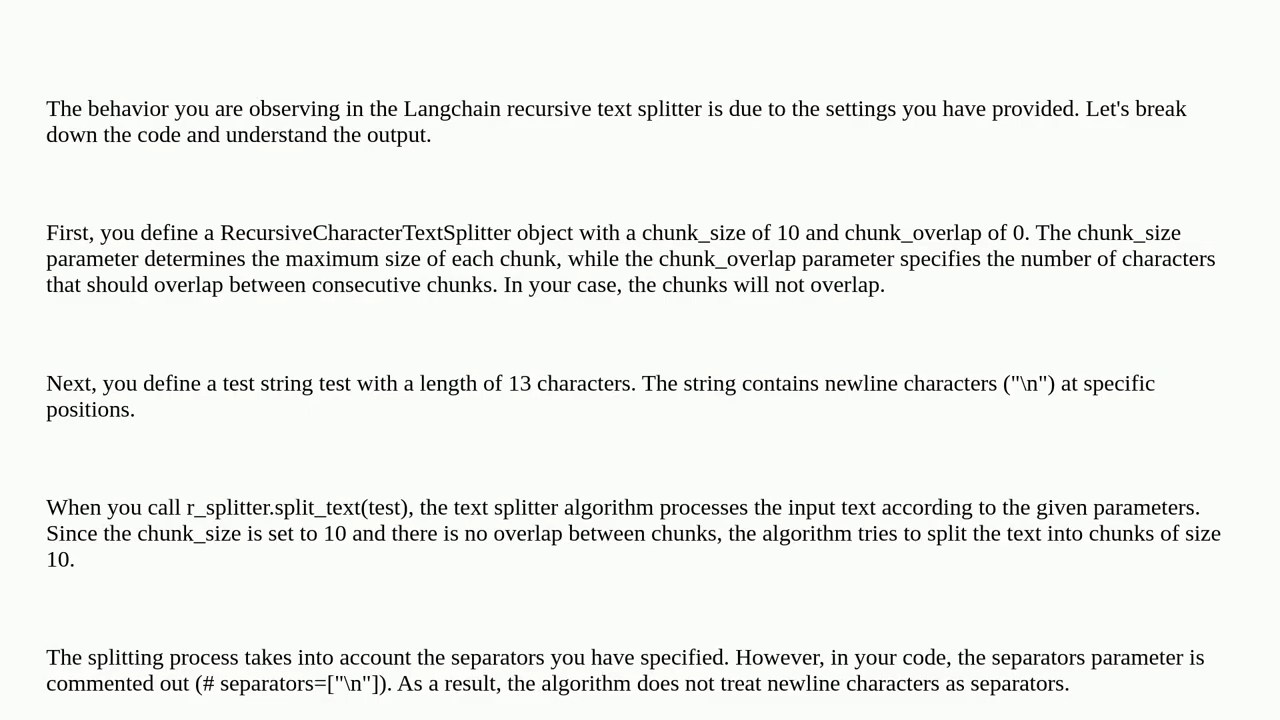 The behavior you are observing in the Langchain recursive text splitter is due to the settings you have provided. Let's break
down the code and understand the output.
First, you define a RecursiveCharacterTextSplitter object with a chunk_size of 10 and chunk_overlap of 0. The chunk_size
parameter determines the maximum size of each chunk, while the chunk_overlap parameter specifies the number of characters
that should overlap between consecutive chunks. In your case, the chunks will not overlap.
Next, you define a test string test with a length of 13 characters. The string contains newline characters ("\n") at specific
positions.
When you call r_splitter.split_text(test), the text splitter algorithm processes the input text according to the given parameters.
Since the chunk_size is set to 10 and there is no overlap between chunks, the algorithm tries to split the text into chunks of size
10.
The splitting process takes into account the separators you have specified. However, in your code, the separators parameter is
commented out (# separators=["\n"]). As a result, the algorithm does not treat newline characters as separators.